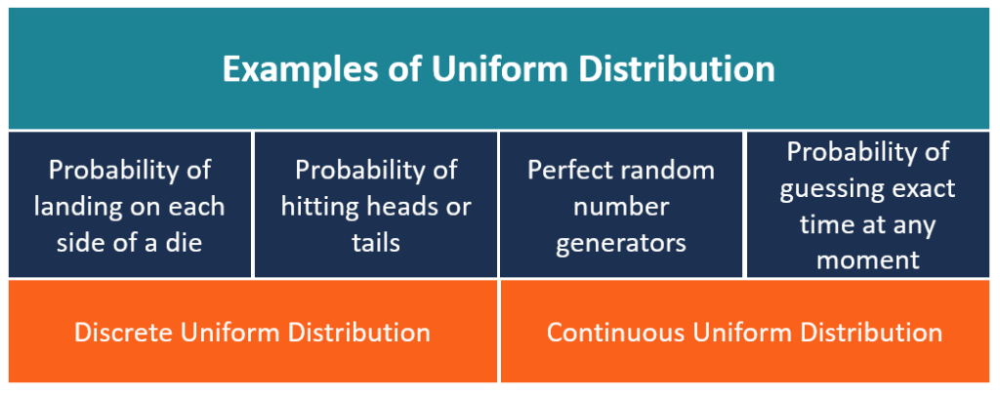 Examples of Uniform Distribution
Probability of
landing on each
side of a die
Probability of
hitting heads or
tails
Perfect random
number
generators
Probability of
guessing exact
time at any
moment
Discrete Uniform Distribution
Continuous Uniform Distribution